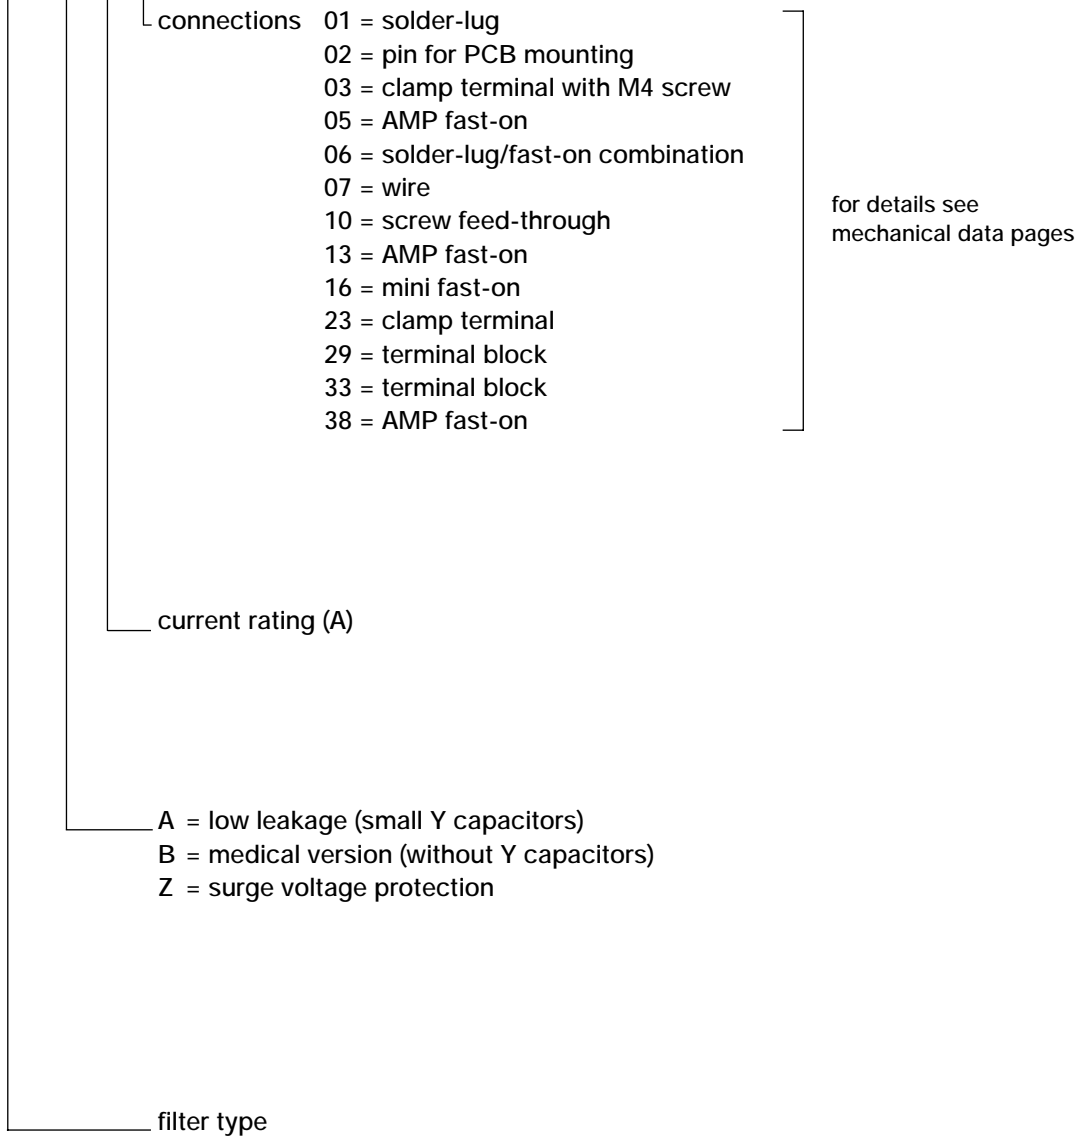 connections 01 = solder-lug
02 = pin for PCB mounting
03 = clamp terminal with M4 screw
05 = AMP fast-on
06 = solder-lug/fast-on combination
07 = wire
10 = screw feed-through
13 = AMP fast-on
16 = mini fast-on
23 = clamp terminal
29 = terminal block
33 = terminal block
38 = AMP fast-on
for details see
mechanical data pages
current rating (A)
A = low leakage (small Y capacitors)
B = medical version (without Y capacitors)
Z = surge voltage protection
filter type